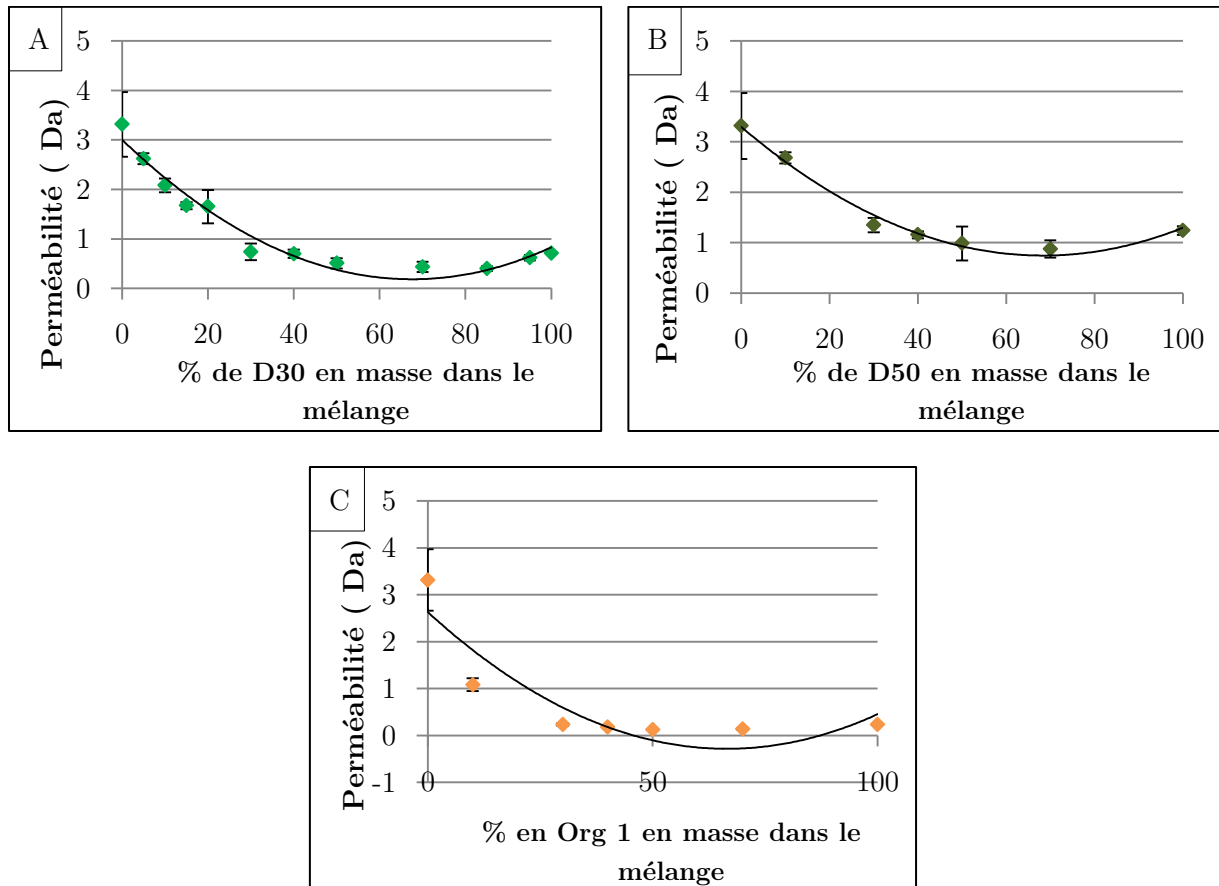 A
Perméabilité ( Da)
5
4
3
2
1
0
0 20 40 60 80 100
% de D30 en masse dans le
mélange
B
Perméabilité ( Da)
5
4
3
2
1
0
0 20 40 60 80 100
% de D50 en masse dans le
mélange
C
Perméabilité ( Da)
5
4
3
2
1
0
-1
0 50 100
% en Org 1 en masse dans le
mélange